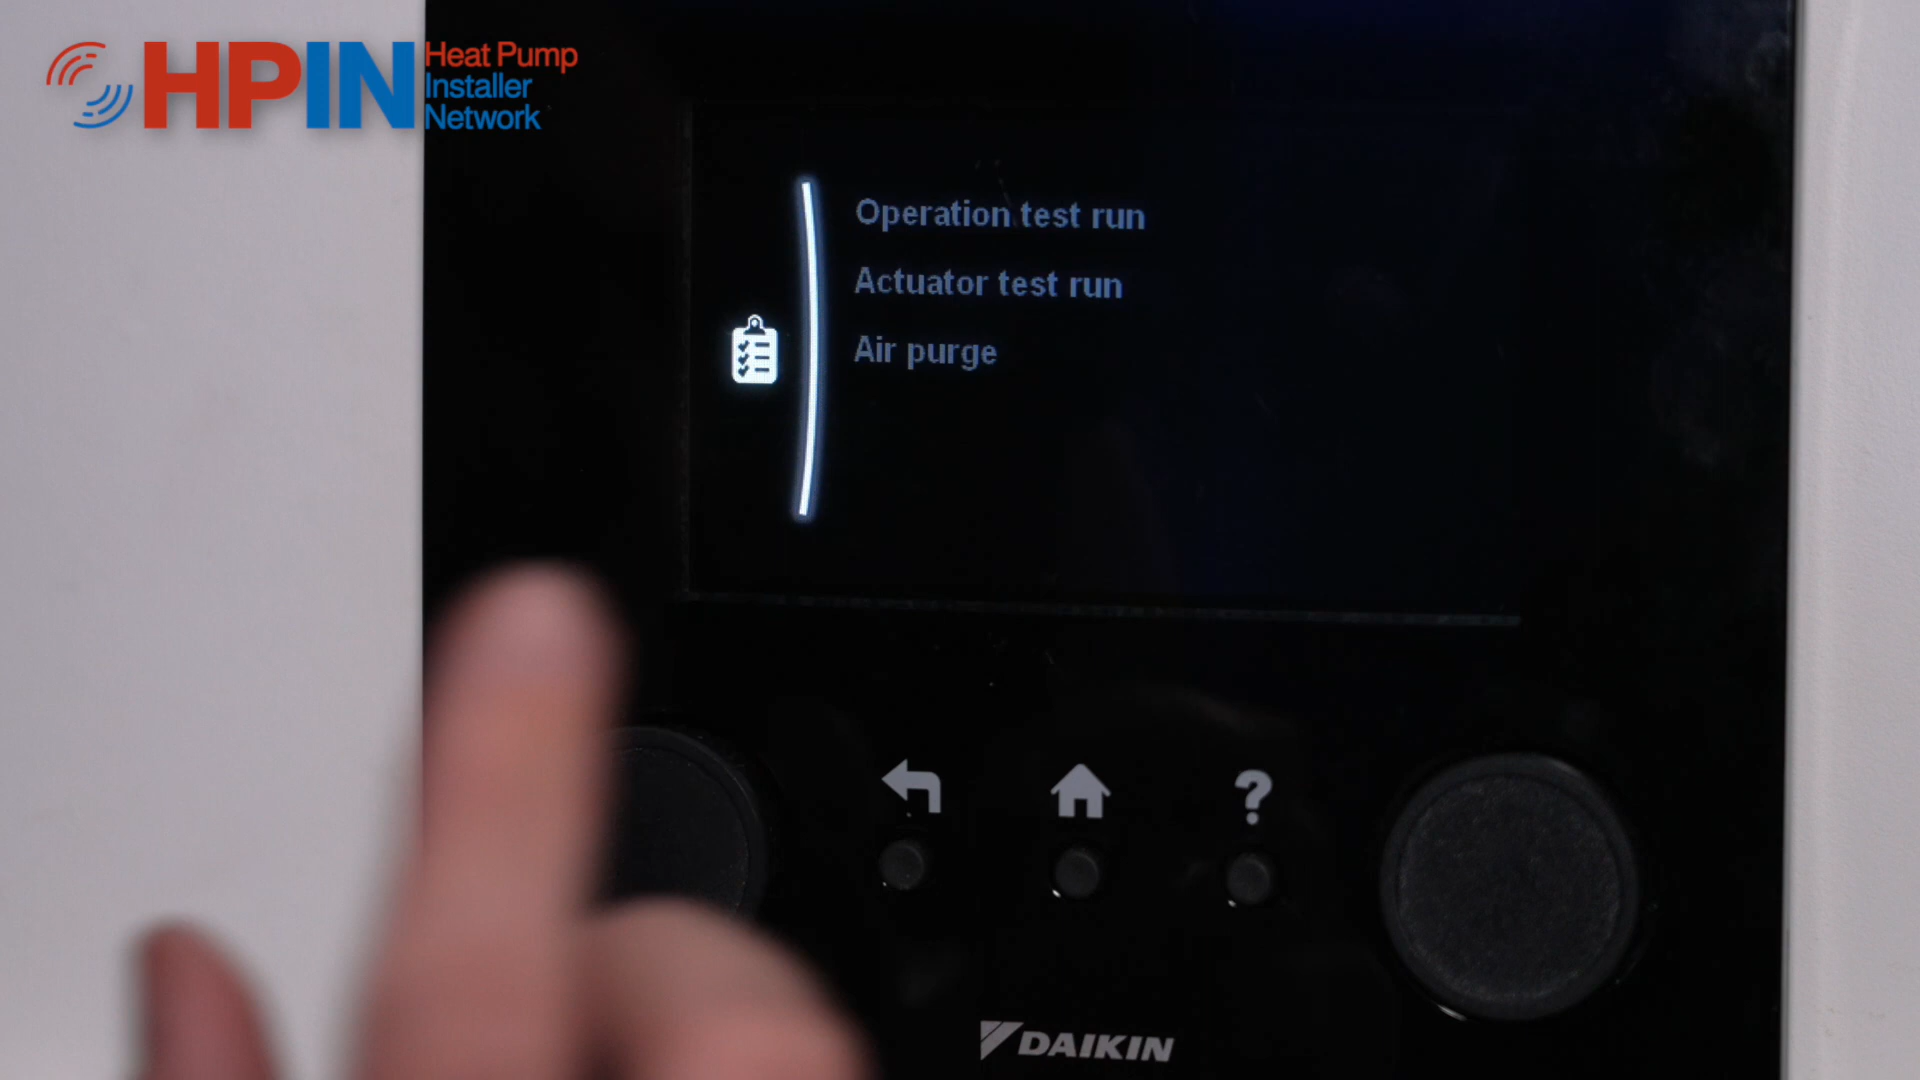 HPIN Heat Pump
Installer
Network
Operation test run
Actuator test run
Air purge
?
DAIKIN